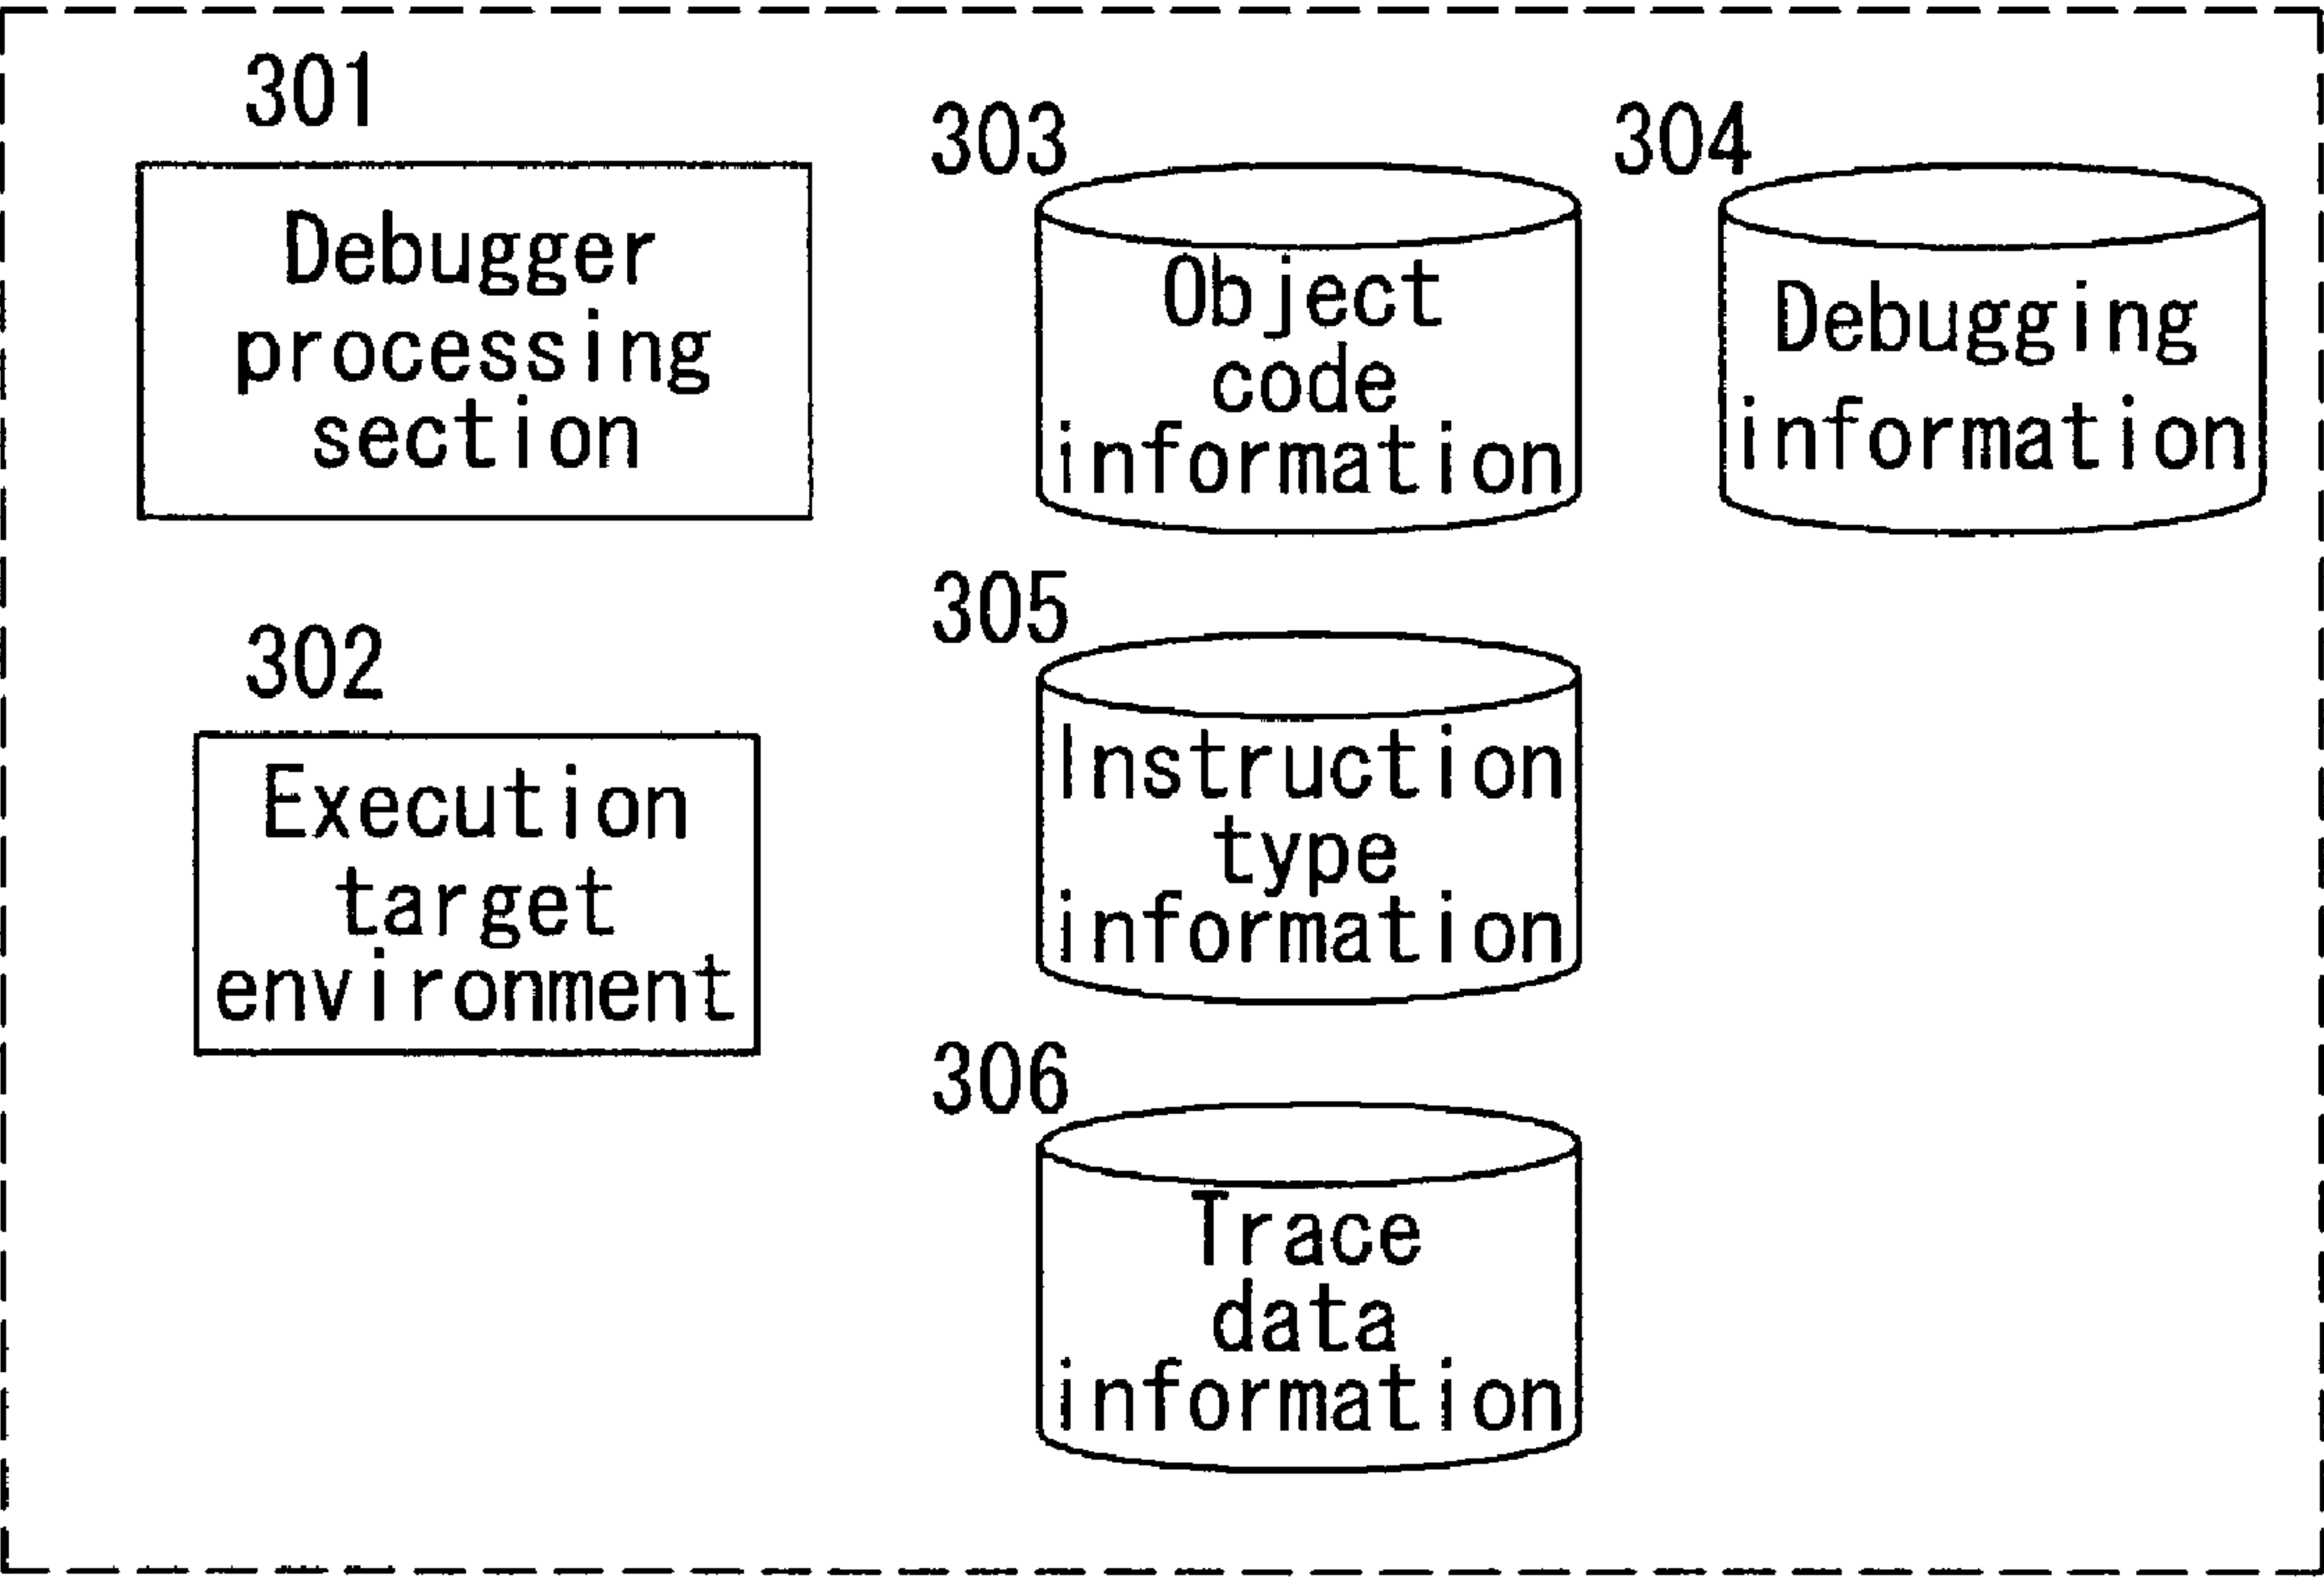 301
Debugger
processing
section
302
Execution
target
environment
303
Object
code
information
304
Debugging
information
305
Instruction
type
information
306
Trace
data
information